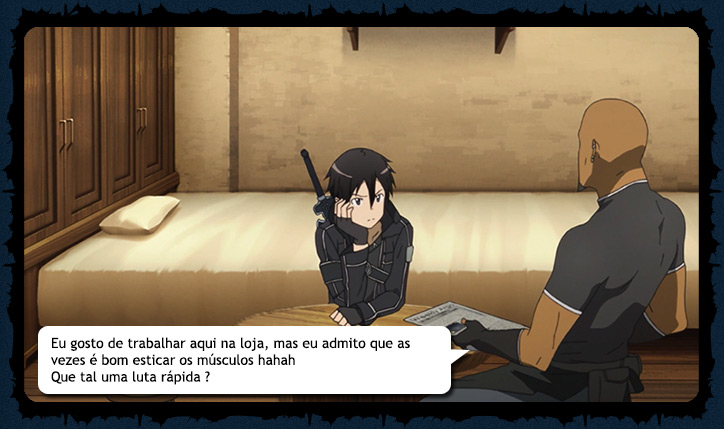 Eu gosto de trabalhar aqui na loja, mas eu admito que as
vezes é bom esticar os músculos hahah
Que tal uma luta rápida ?